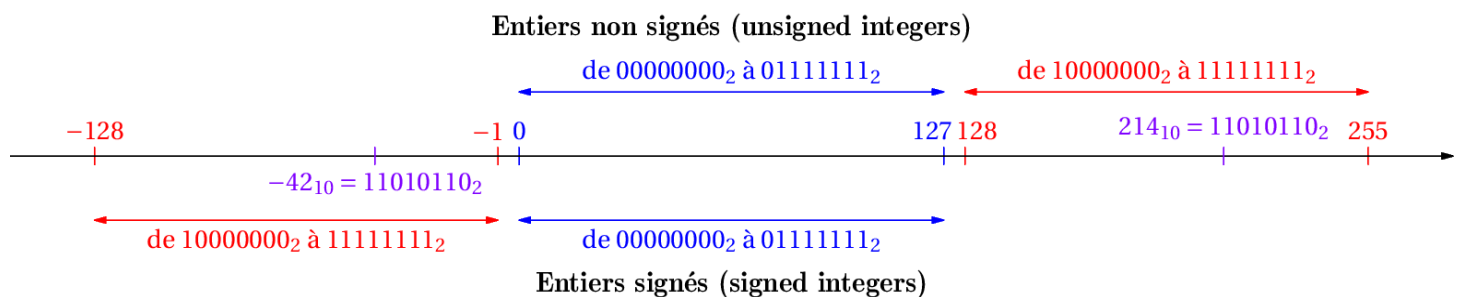 Entiers non signés (unsigned integers)
de 00000000₂ à 01111111₂ de 10000000₂ à 11111111₂
−128 −1 0 127 128 214₁₀ = 11010110₂ 255
−42₁₀ = 11010110₂
de 10000000₂ à 11111111₂ de 00000000₂ à 01111111₂
Entiers signés (signed integers)